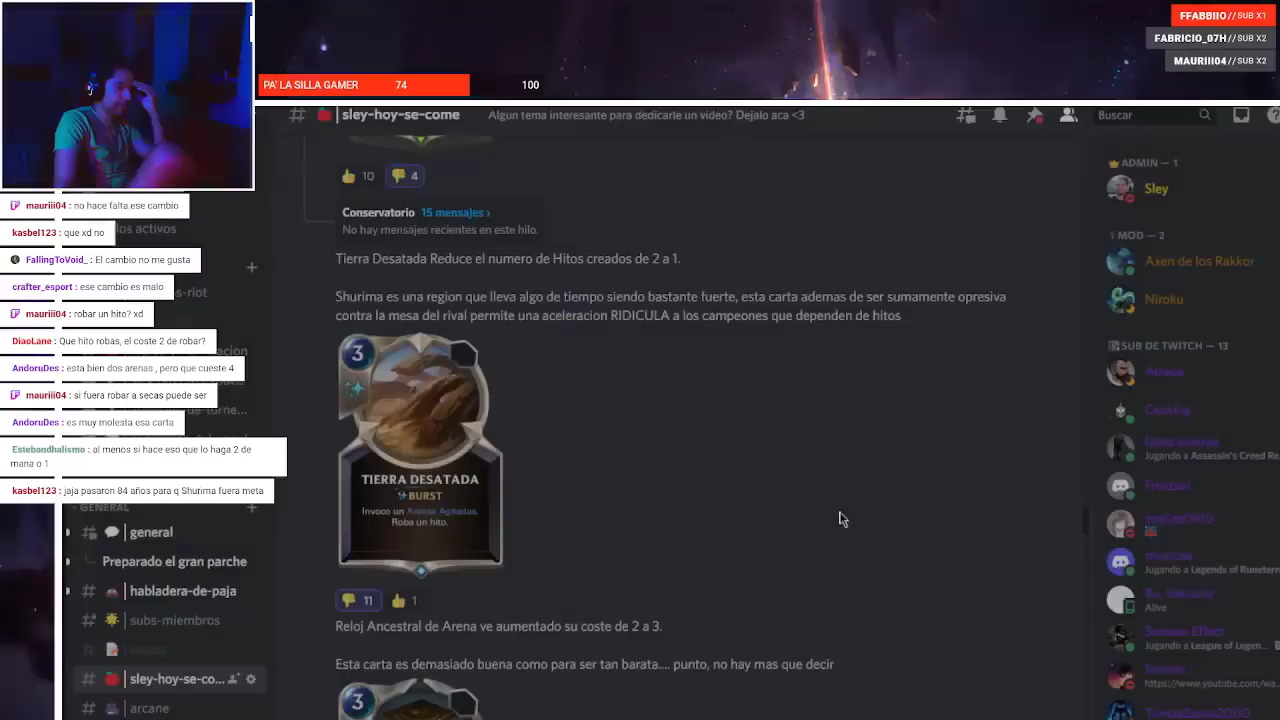 FFABBIIO//SUB X1
FABRICIO_07H//SUB X2
MAURIII04//SUB X2
PA' LA SILLA GAMER 74 100
sley-hoy-se-come
Algun tema interesante para dedicarle un video? Dejalo aca <3
Buscar
10
4
Conservatorio 15 mensajes ›
No hay mensajes recientes en este hilo.
Tierra Desatada Reduce el numero de Hitos creados de 2 a 1.
Shurima es una region que lleva algo de tiempo siendo bastante fuerte, esta carta ademas de ser sumamente opresiva
contra la mesa del rival permite una aceleracion RIDICULA a los campeones que dependen de hitos
3
TIERRA DESATADA
BURST
Invoco un Arenas Agitadas.
Roba un hito.
11
1
Reloj Ancestral de Arena ve aumentado su coste de 2 a 3.
Esta carta es demasiado buena como para ser tan barata.... punto, no hay mas que decir
3
mauriii04 : no hace falta ese cambio
kasbel123 : que xd no
los activos
FallingToVoid_ : El cambio no me gusta
crafter_esport : ese cambio es malo
s-riot
mauriii04 : robar un hito? xd
DiaoLane : Que hito robas, el coste 2 de robar?
AndoruDes : esta bien dos arenas , pero que cueste 4
mauriii04 : si fuera robar a secas puede ser
AndoruDes : es muy molesta esa carta
Estebandhalismo : al menos si hace eso que lo haga 2 de
mana o 1
kasbel123 : jaja pasaron 84 años para q Shurima fuera meta
GENERAL
general
Preparado el gran parche
habladera-de-paja
subs-miembros
sley-hoy-se-co...
arcane
ADMIN — 1
Sley
MOD — 2
Axen de los Rakkor
Niroku
SUB DE TWITCH — 13
Atreus
Jugando a Assassin's Creed Re
Jugando a Legends of Runeterr
Alive
Jugando a League of Legen...
https://www.youtube.com/wa...